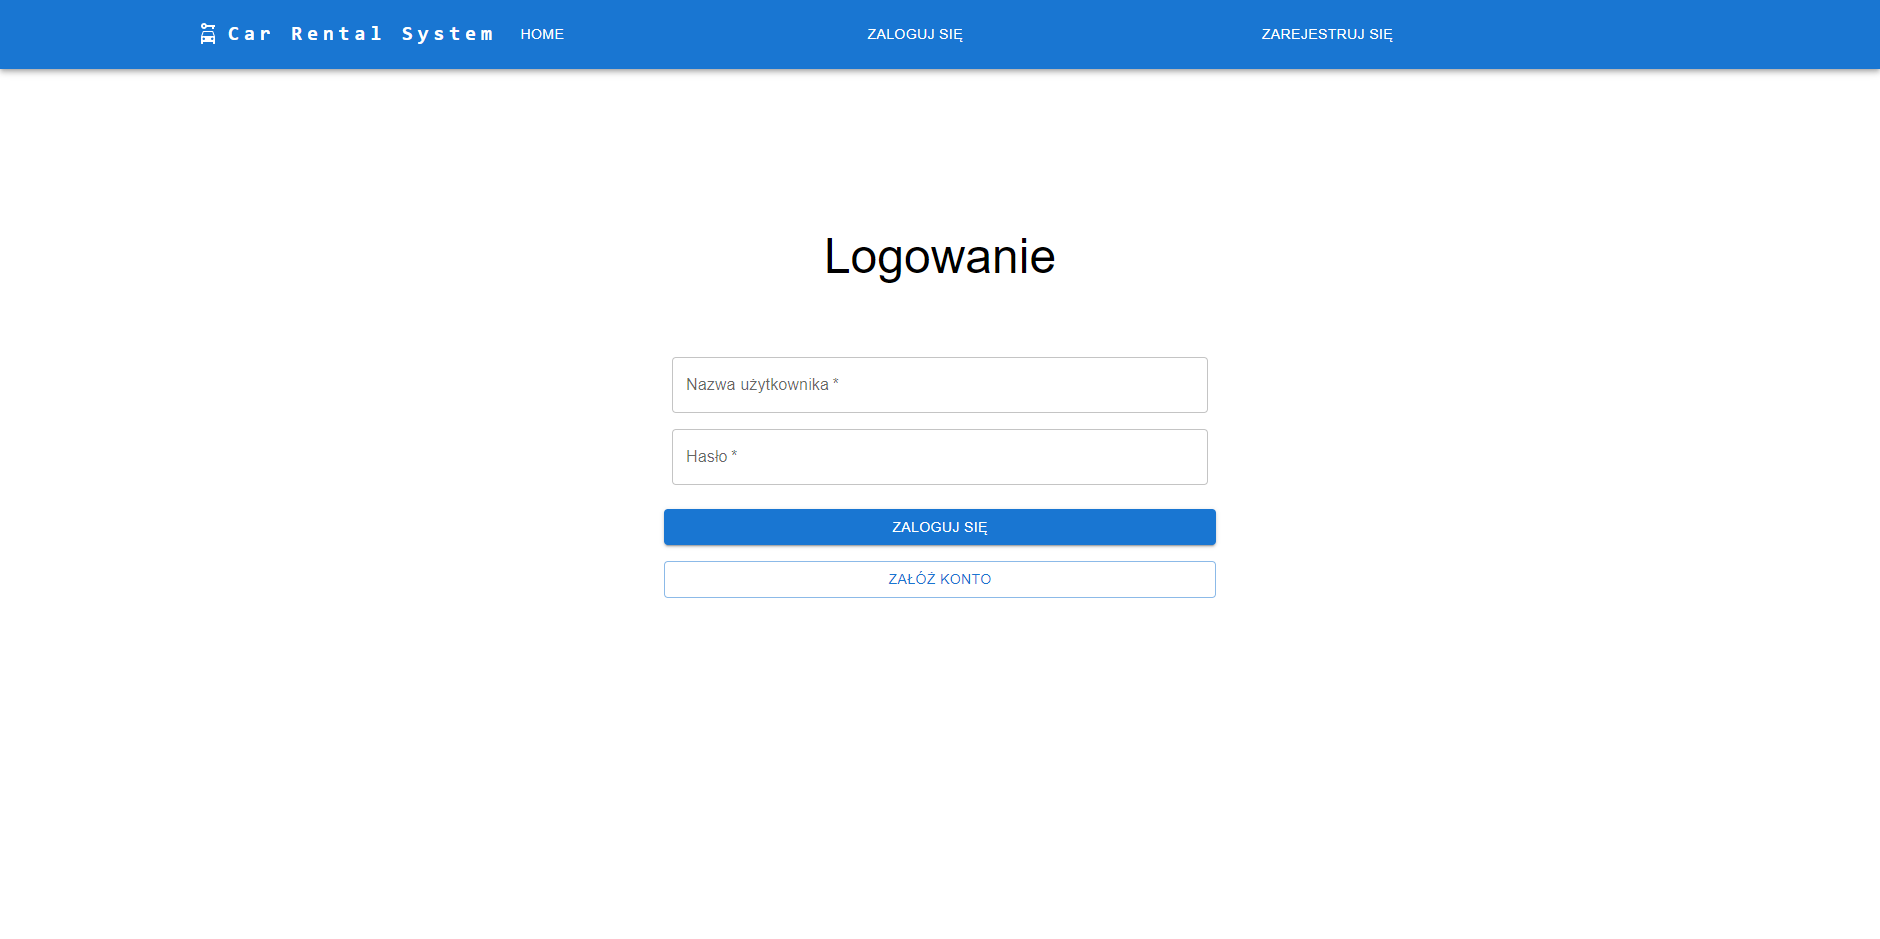 Car Rental System HOME ZALOGUJ SIĘ ZAREJESTRUJ SIĘ
Logowanie
Nazwa użytkownika *
Hasło *
ZALOGUJ SIĘ
ZAŁÓŻ KONTO